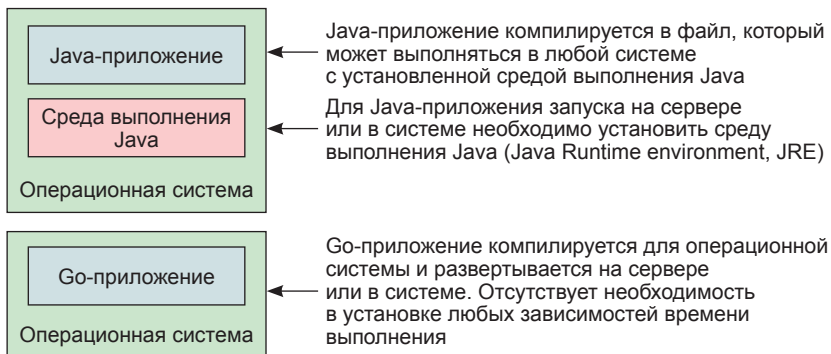 Java-приложение
Среда выполнения
Java
Операционная система
Java-приложение компилируется в файл, который
может выполняться в любой системе
с установленной средой выполнения Java
Для Java-приложения запуска на сервере
или в системе необходимо установить среду
выполнения Java (Java Runtime environment, JRE)
Go-приложение
Операционная система
Go-приложение компилируется для операционной
системы и развертывается на сервере
или в системе. Отсутствует необходимость
в установке любых зависимостей времени
выполнения